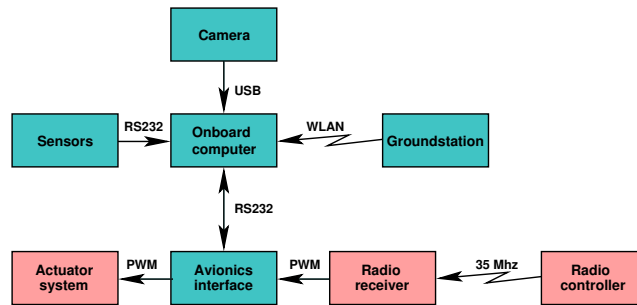 Camera
USB
Sensors
RS232
Onboard
computer
WLAN
Groundstation
RS232
Actuator
system
PWM
Avionics
interface
PWM
Radio
receiver
35 Mhz
Radio
controller